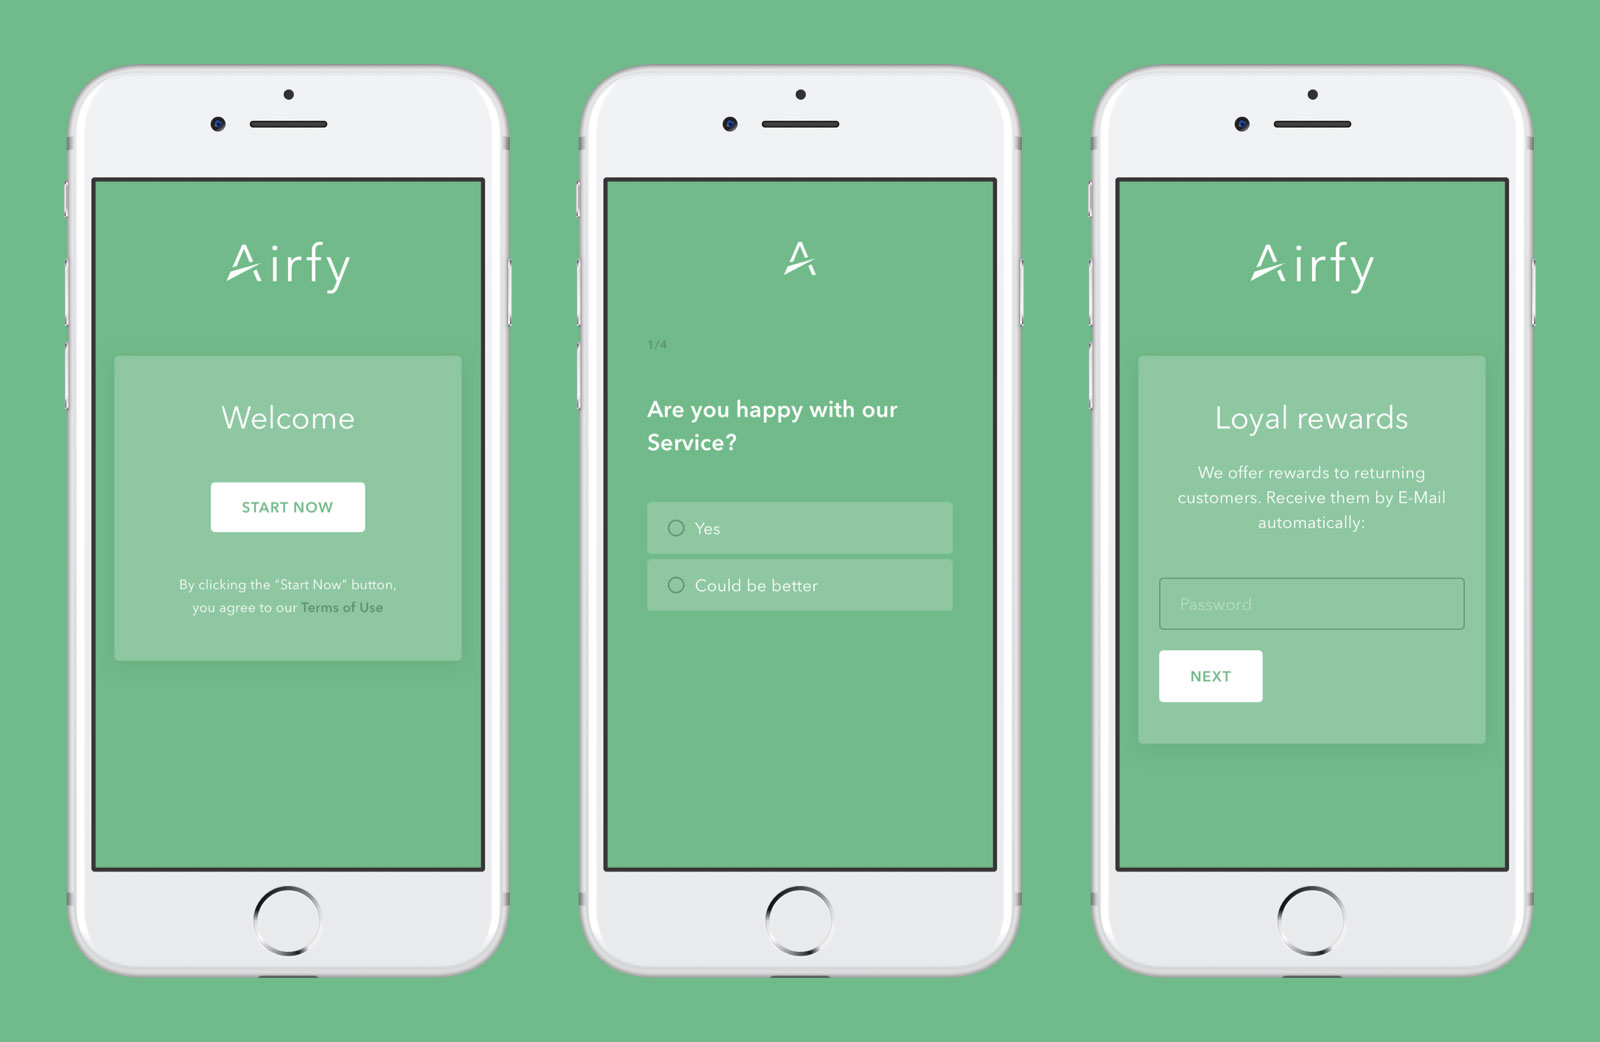 Airfy
Welcome
START NOW
By clicking the "Start Now" button,
you agree to our Terms of Use
A
1/4
Are you happy with our
Service?
Yes
Could be better
Airfy
Loyal rewards
We offer rewards to returning
customers. Receive them by E-Mail
automatically:
Password
NEXT